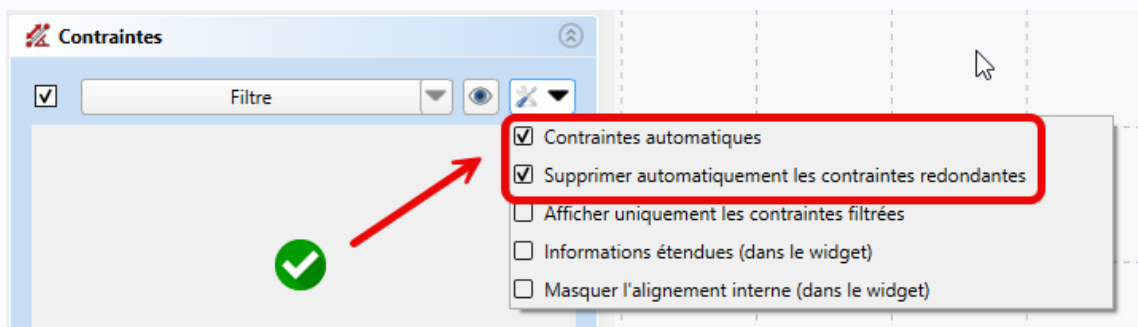 Contraintes
Filtre
Contraintes automatiques
Supprimer automatiquement les contraintes redondantes
Afficher uniquement les contraintes filtrées
Informations étendues (dans le widget)
Masquer l'alignement interne (dans le widget)